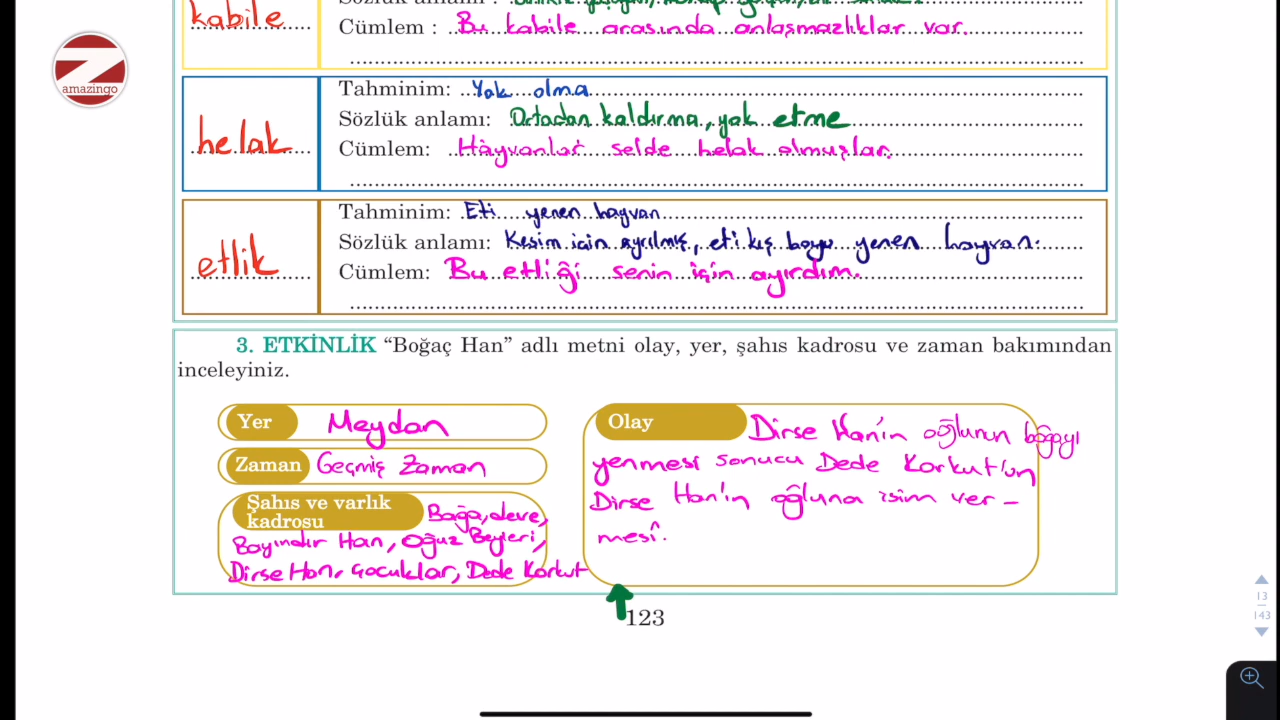 kabile
Cümlem : Bu kabile arasında anlaşmazlıklar var.
amazingo
helak
Tahminim: Yok olma
Sözlük anlamı: Ortadan kaldırma, yok etme
Cümlem: Hayvanlar selde helak olmuşlar.
etlik
Tahminim: Eti yenen hayvan
Sözlük anlamı: Kesim için ayrılmış, eti kış boyu yenen hayvan.
Cümlem: Bu etliği senin için ayırdım.
3. ETKİNLİK “Boğaç Han” adlı metni olay, yer, şahıs kadrosu ve zaman bakımından
inceleyiniz.
Yer Meydan
Zaman Geçmiş Zaman
Şahıs ve varlık
kadrosu Boğa, deve,
Bayındır Han, Oğuz Beyleri,
Dirse Han, çocuklar, Dede Korkut
Olay Dirse Han'ın oğlunun boğayı
yenmesi sonucu Dede Korkut'un
Dirse Han'ın oğluna isim ver-
mesi.
123
13
143